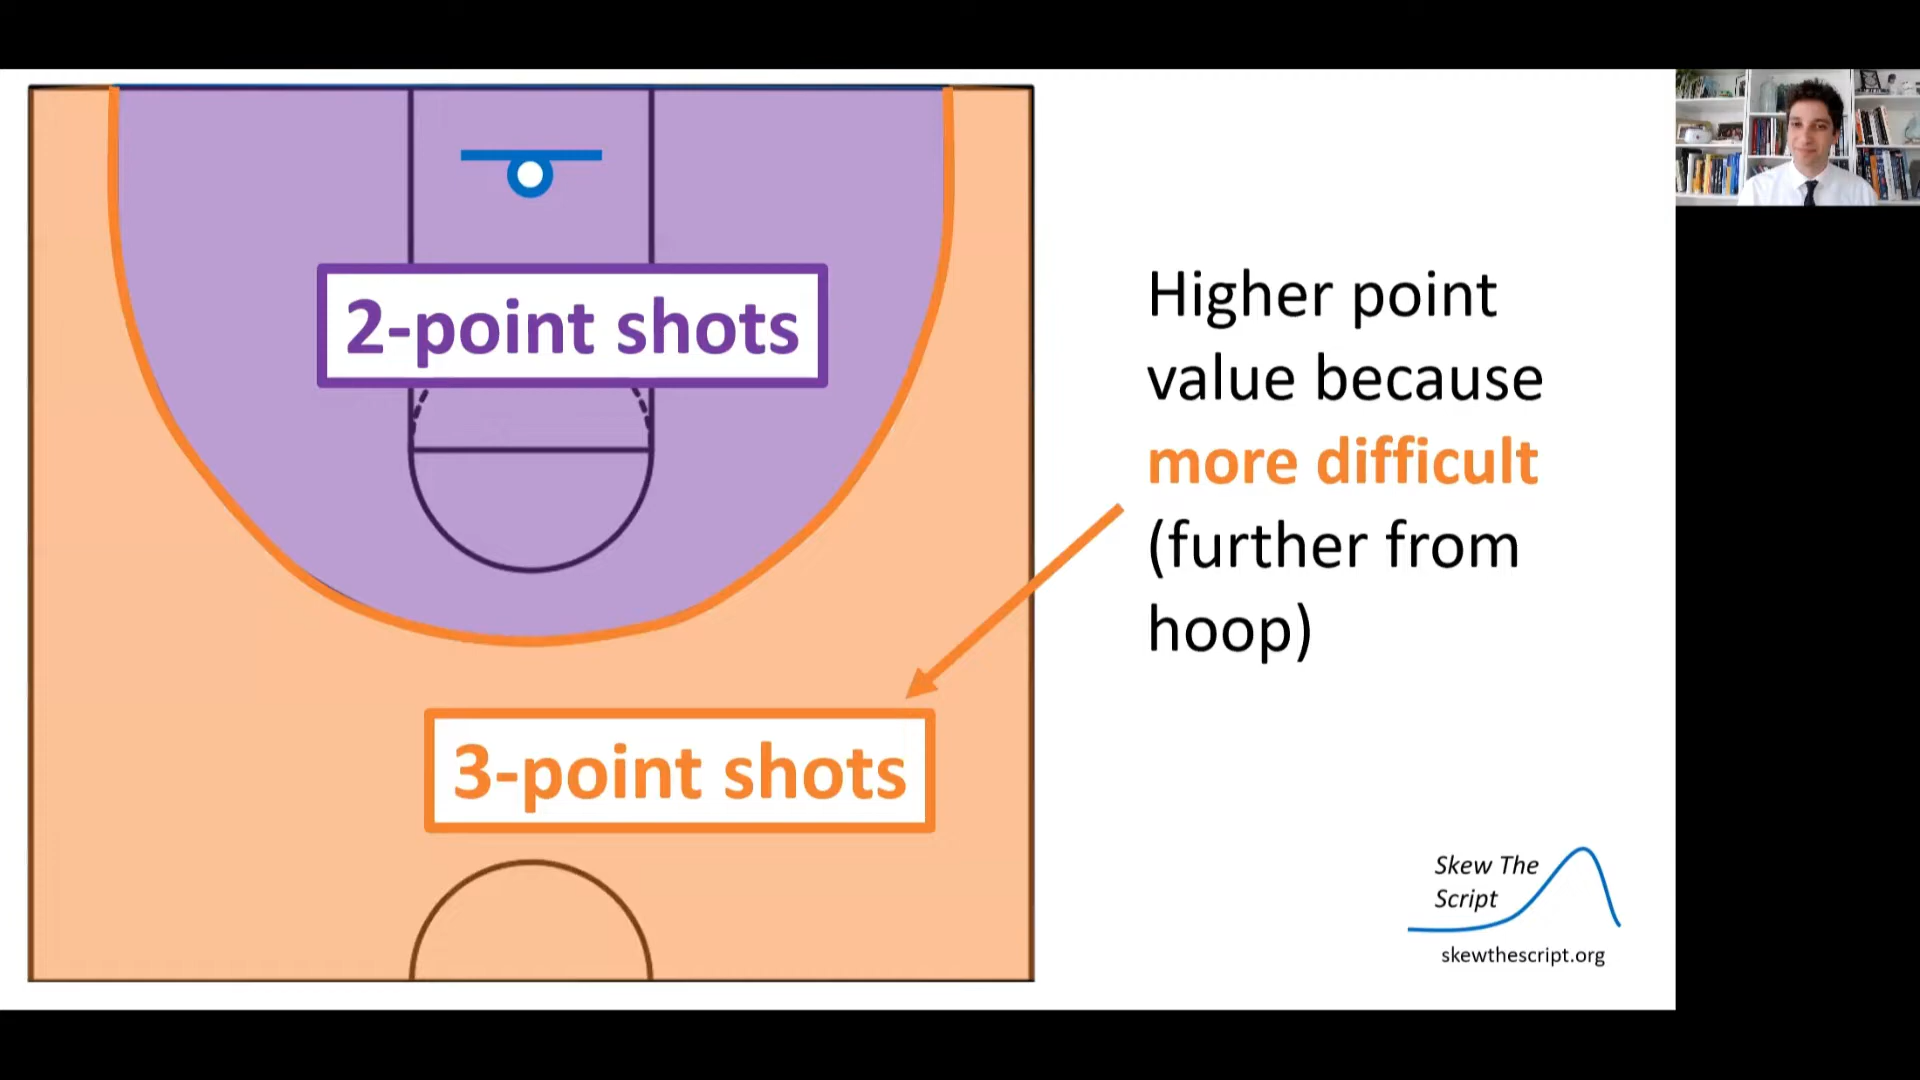 2-point shots
3-point shots
Higher point
value because
more difficult
(further from
hoop)
Skew The
Script
skewthescript.org